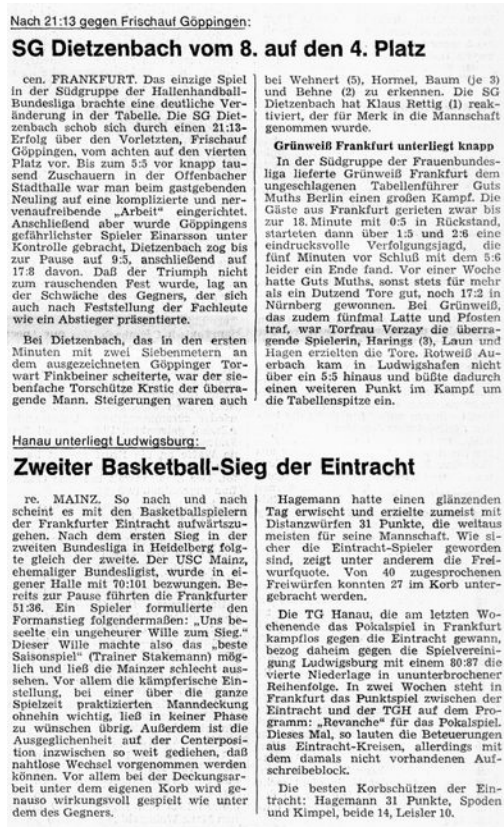 Nach 21:13 gegen Frischauf Göppingen:
SG Dietzenbach vom 8. auf den 4. Platz
cen. FRANKFURT. Das einzige Spiel
in der Südgruppe der Hallenhandball-
Bundesliga brachte eine deutliche Ver-
änderung in der Tabelle. Die SG Diet-
zenbach schob sich durch einen 21:13-
Erfolg über den Vorletzten, Frischauf
Göppingen, vom achten auf den vierten
Platz vor. Bis zum 5:5 vor knapp tau-
send Zuschauern in der Offenbacher
Stadthalle war man beim gastgebenden
Neuling auf eine komplizierte und ner-
venaufreibende „Arbeit" eingerichtet.
Anschließend aber wurde Göppingens
gefährlichster Spieler Einarsson unter
Kontrolle gebracht, Dietzenbach zog bis
zur Pause auf 9:5, anschließend auf
17:8 davon. Daß der Triumph nicht
zum rauschenden Fest wurde, lag an
der Schwäche des Gegners, der sich
auch nach Feststellung der Fachleute
wie ein Absteiger präsentierte.
Bei Dietzenbach, das in den ersten
Minuten mit zwei Siebenmetern an
dem ausgezeichneten Göppinger Tor-
wart Finkbeiner scheiterte, war der sie-
benfache Torschütze Krstic der überra-
gende Mann. Steigerungen waren auch
bei Wehnert (5), Hormel, Baum (je 3)
und Behne (2) zu erkennen. Die SG
Dietzenbach hat Klaus Rettig (1) reak-
tiviert, der für Merk in die Mannschaft
genommen wurde.
Grünweiß Frankfurt unterliegt knapp
In der Südgruppe der Frauenbundes-
liga lieferte Grünweiß Frankfurt dem
ungeschlagenen Tabellenführer Guts
Muths Berlin einen großen Kampf. Die
Gäste aus Frankfurt gerieten zwar bis
zur 18. Minute mit 0:5 in Rückstand,
starteten dann über 1:5 und 2:6 eine
eindrucksvolle Verfolgungsjagd, die
fünf Minuten vor Schluß mit dem 5:6
leider ein Ende fand. Vor einer Woche
hatte Guts Muths, sonst stets für mehr
als ein Dutzend Tore gut, noch 17:2 in
Nürnberg gewonnen. Bei Grünweiß,
das zudem fünfmal Latte und Pfosten
traf, war Torfrau Verzay die überra-
gende Spielerin, Harings (3), Laun und
Hagen erzielten die Tore. Rotweiß Au-
erbach kam in Ludwigshafen nicht
über ein 5:5 hinaus und büßte dadurch
einen weiteren Punkt im Kampf um
die Tabellenspitze ein.
Hanau unterliegt Ludwigsburg:
Zweiter Basketball-Sieg der Eintracht
re. MAINZ. So nach und nach
scheint es mit den Basketballspielern
der Frankfurter Eintracht aufwärtszu-
gehen. Nach dem ersten Sieg in der
zweiten Bundesliga in Heidelberg folg-
te gleich der zweite. Der USC Mainz,
ehemaliger Bundesligist, wurde in ei-
gener Halle mit 70:101 bezwungen. Be-
reits zur Pause führten die Frankfurter
51:36. Ein Spieler formulierte den
Formanstieg folgendermaßen: „Uns be-
seelte ein ungeheurer Wille zum Sieg."
Dieser Wille machte also das „beste
Saisonspiel" (Trainer Stakemann) mög-
lich und ließ die Mainzer schlecht aus-
sehen. Vor allem die kämpferische Ein-
stellung, bei einer über die ganze
Spielzeit praktizierten Manndeckung
ohnehin wichtig, ließ in keiner Phase
zu wünschen übrig. Außerdem ist die
Ausgeglichenheit auf der Centerposi-
tion inzwischen so weit gediehen, daß
nahtlose Wechsel vorgenommen werden
können. Vor allem bei der Deckungsar-
beit unter dem eigenen Korb wird ge-
nauso wirkungsvoll gespielt wie unter
dem des Gegners.
Hagemann hatte einen glänzenden
Tag erwischt und erzielte zumeist mit
Distanzwürfen 31 Punkte, die weitaus
meisten für seine Mannschaft. Wie si-
cher die Eintracht-Spieler geworden
sind, zeigt unter anderem die Frei-
wurfquote. Von 40 zugesprochenen
Freiwürfen konnten 27 im Korb unter-
gebracht werden.
Die TG Hanau, die am letzten Wo-
chenende das Pokalspiel in Frankfurt
kampflos gegen die Eintracht gewann,
bezog daheim gegen die Spielverein-
igung Ludwigsburg mit einem 80:87 die
vierte Niederlage in ununterbrochener
Reihenfolge. In zwei Wochen steht in
Frankfurt das Punktspiel zwischen der
Eintracht und der TGH auf dem Pro-
gramm: „Revanche" für das Pokalspiel.
Dieses Mal, so lauten die Beteuerungen
aus Eintracht-Kreisen, allerdings mit
dem damals nicht vorhandenen Auf-
schreibeblock.
Die besten Korbschützen der Ein-
tracht: Hagemann 31 Punkte, Spoden
und Kimpel, beide 14, Leisler 10.